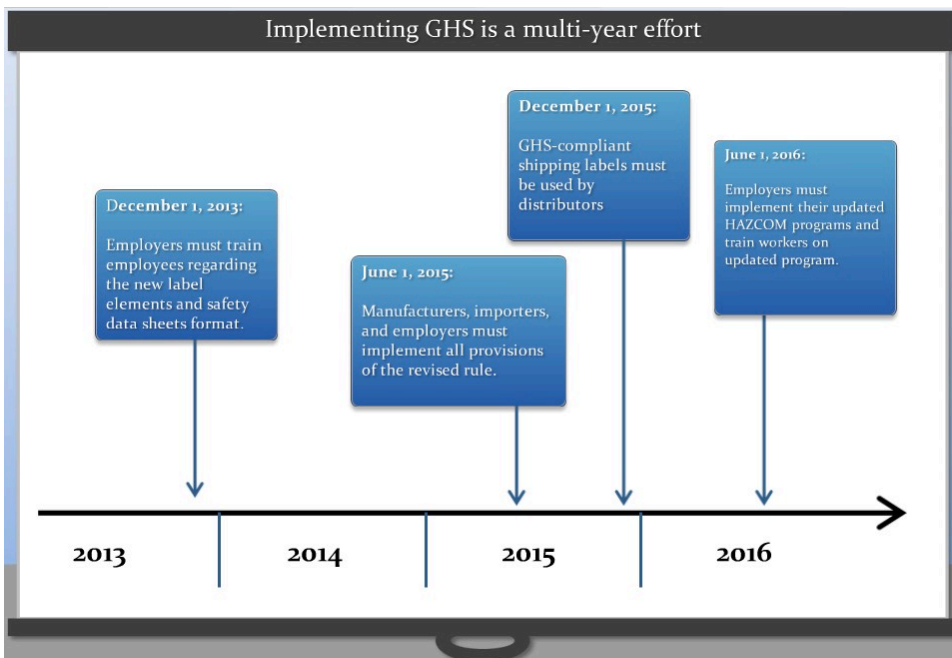 Implementing GHS is a multi-year effort
December 1, 2013:
Employers must train
employees regarding
the new label
elements and safety
data sheets format.
June 1, 2015:
Manufacturers, importers,
and employers must
implement all provisions
of the revised rule.
December 1, 2015:
GHS-compliant
shipping labels must
be used by
distributors
June 1, 2016:
Employers must
implement their updated
HAZCOM programs and
train workers on
updated program.
2013
2014
2015
2016